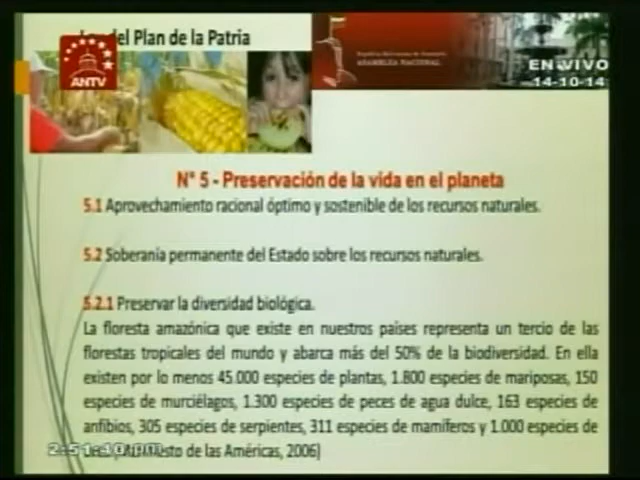 del Plan de la Patria
ANTV
ASAMBLEA NACIONAL
EN VIVO
14-10-14
N° 5 - Preservación de la vida en el planeta
5.1 Aprovechamiento racional óptimo y sostenible de los recursos naturales.
5.2 Soberanía permanente del Estado sobre los recursos naturales.
5.2.1 Preservar la diversidad biológica.
La floresta amazónica que existe en nuestros países representa un tercio de las
florestas tropicales del mundo y abarca más del 50% de la biodiversidad. En ella
existen por lo menos 45.000 especies de plantas, 1.800 especies de mariposas, 150
especies de murciélagos, 1.300 especies de peces de agua dulce, 163 especies de
anfibios, 305 especies de serpientes, 311 especies de mamíferos y 1.000 especies de
de las Américas, 2006)
2:51:40 pm